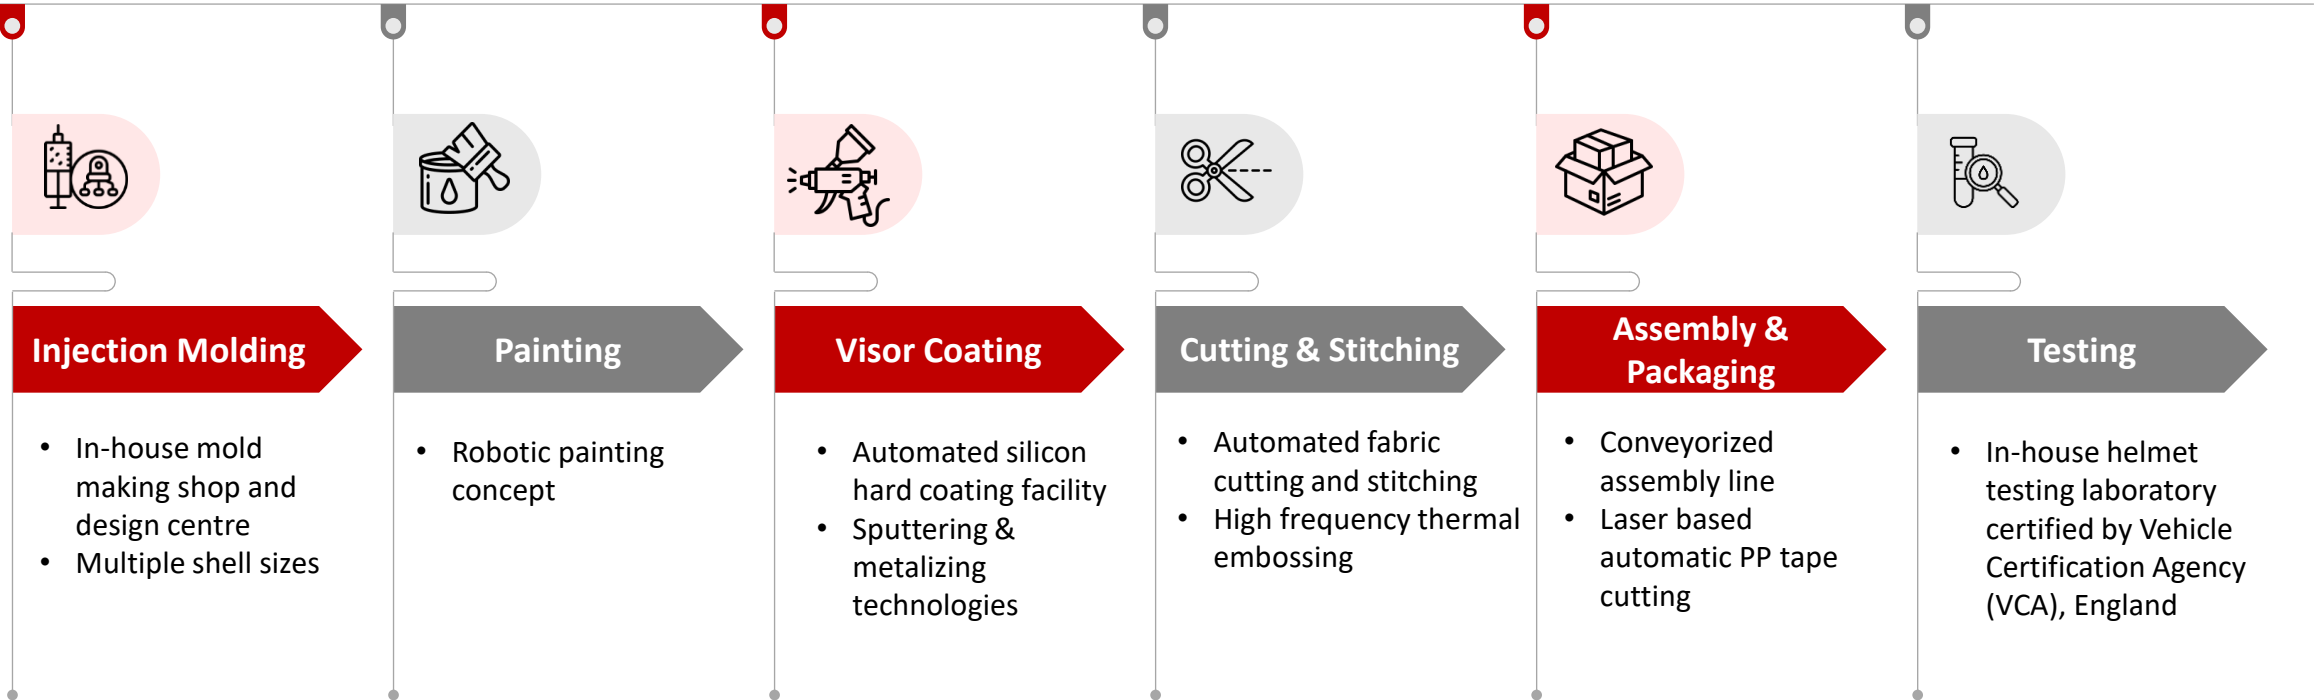 Injection Molding
• In-house mold
making shop and
design centre
• Multiple shell sizes
Painting
• Robotic painting
concept
Visor Coating
• Automated silicon
hard coating facility
• Sputtering &
metalizing
technologies
Cutting & Stitching
• Automated fabric
cutting and stitching
• High frequency thermal
embossing
Assembly &
Packaging
• Conveyorized
assembly line
• Laser based
automatic PP tape
cutting
Testing
• In-house helmet
testing laboratory
certified by Vehicle
Certification Agency
(VCA), England